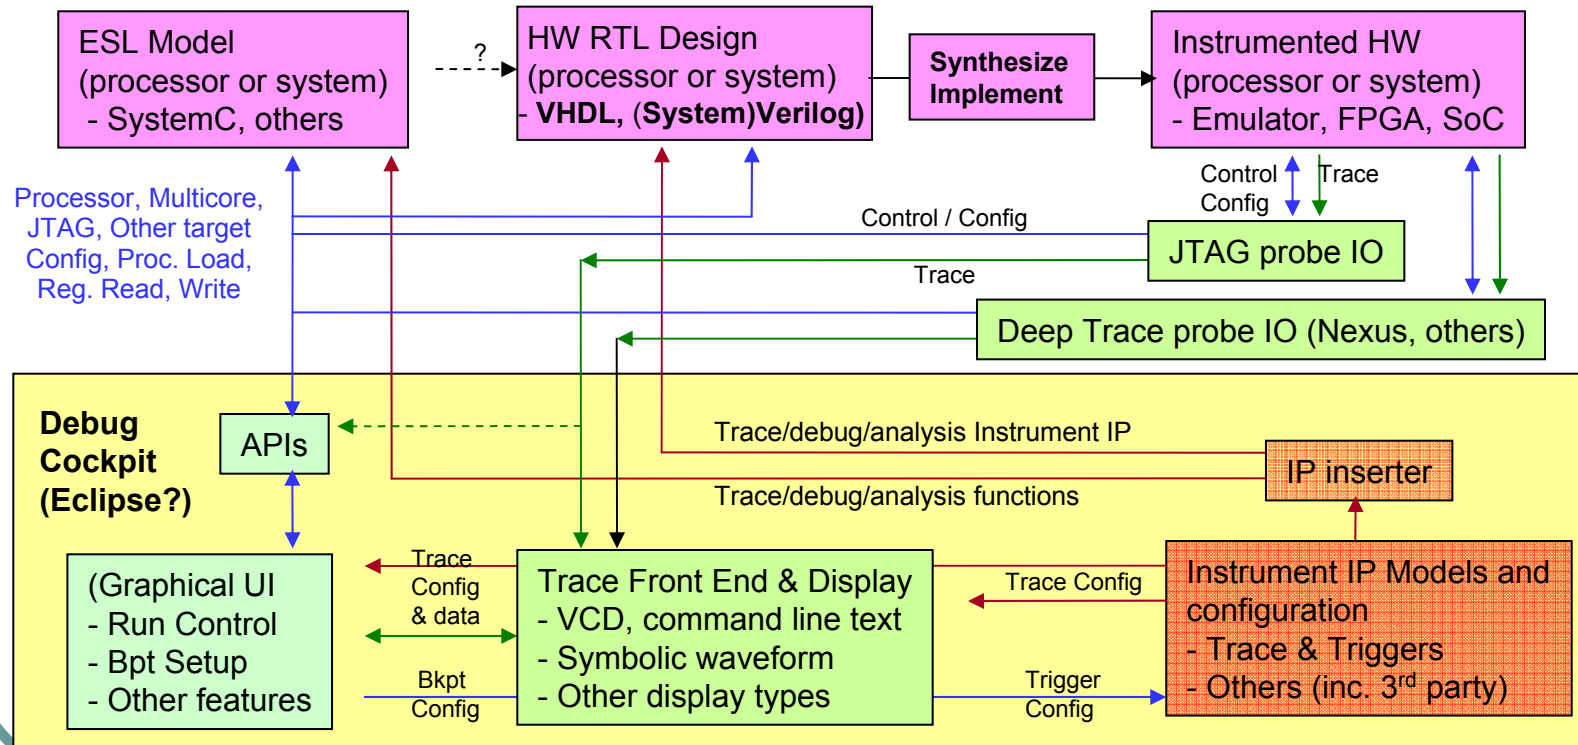 ESL Model
(processor or system)
- SystemC, others
?
HW RTL Design
(processor or system)
- VHDL, (System)Verilog)
Synthesize
Implement
Instrumented HW
(processor or system)
- Emulator, FPGA, SoC
Processor, Multicore,
JTAG, Other target
Config, Proc. Load,
Reg. Read, Write
Control
Config
Trace
Control / Config
JTAG probe IO
Trace
Deep Trace probe IO (Nexus, others)
Debug
Cockpit
(Eclipse?)
APIs
Trace/debug/analysis Instrument IP
IP inserter
Trace/debug/analysis functions
(Graphical UI
- Run Control
- Bpt Setup
- Other features
Trace
Config
& data
Bkpt
Config
Trace Front End & Display
- VCD, command line text
- Symbolic waveform
- Other display types
Trace Config
Trigger
Config
Instrument IP Models and
configuration
- Trace & Triggers
- Others (inc. 3rd party)